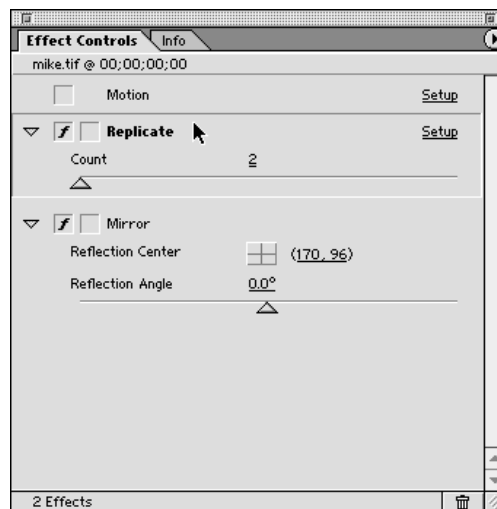 Effect Controls Info
mike.tif @ 00;00;00;00
Motion Setup
f Replicate Setup
Count 2
f Mirror
Reflection Center (170, 96)
Reflection Angle 0.0°
2 Effects